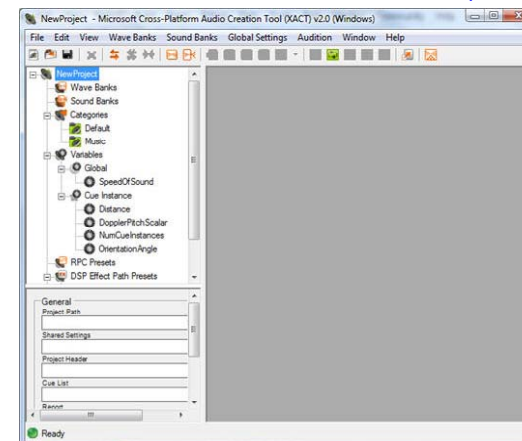 NewProject - Microsoft Cross-Platform Audio Creation Tool (XACT) v2.0 (Windows)
File Edit View Wave Banks Sound Banks Global Settings Audition Window Help
NewProject
Wave Banks
Sound Banks
Categories
Default
Music
Variables
Global
SpeedOfSound
Cue Instance
Distance
DopplerPitchScalar
NumCueInstances
OrientationAngle
RPC Presets
DSP Effect Path Presets
General
Project Path
Shared Settings
Project Header
Cue List
Report
Ready